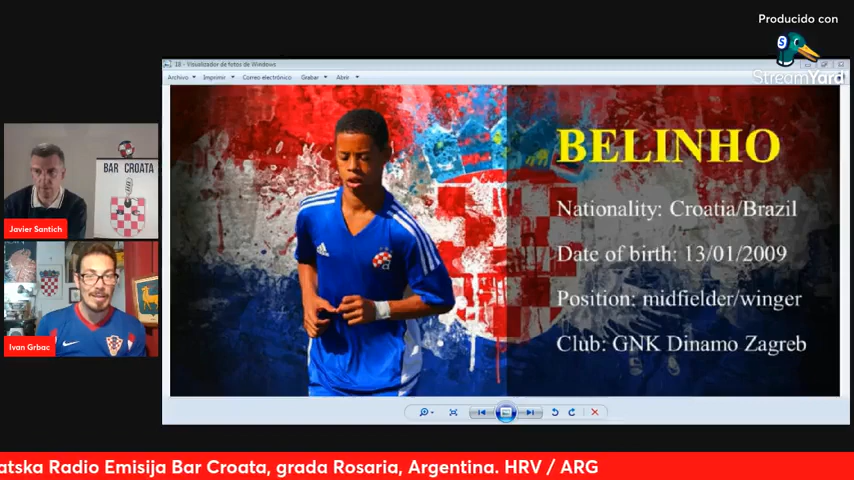 Producido con
S
StreamYard
18 - Visualizador de fotos de Windows
Archivo Imprimir Correo electrónico Grabar Abrir
BELINHO
Nationality: Croatia/Brazil
Date of birth: 13/01/2009
Position: midfielder/winger
Club: GNK Dinamo Zagreb
BAR CROATA
Javier Santich
Ivan Grbac
atska Radio Emisija Bar Croata, grada Rosaria, Argentina. HRV / ARG